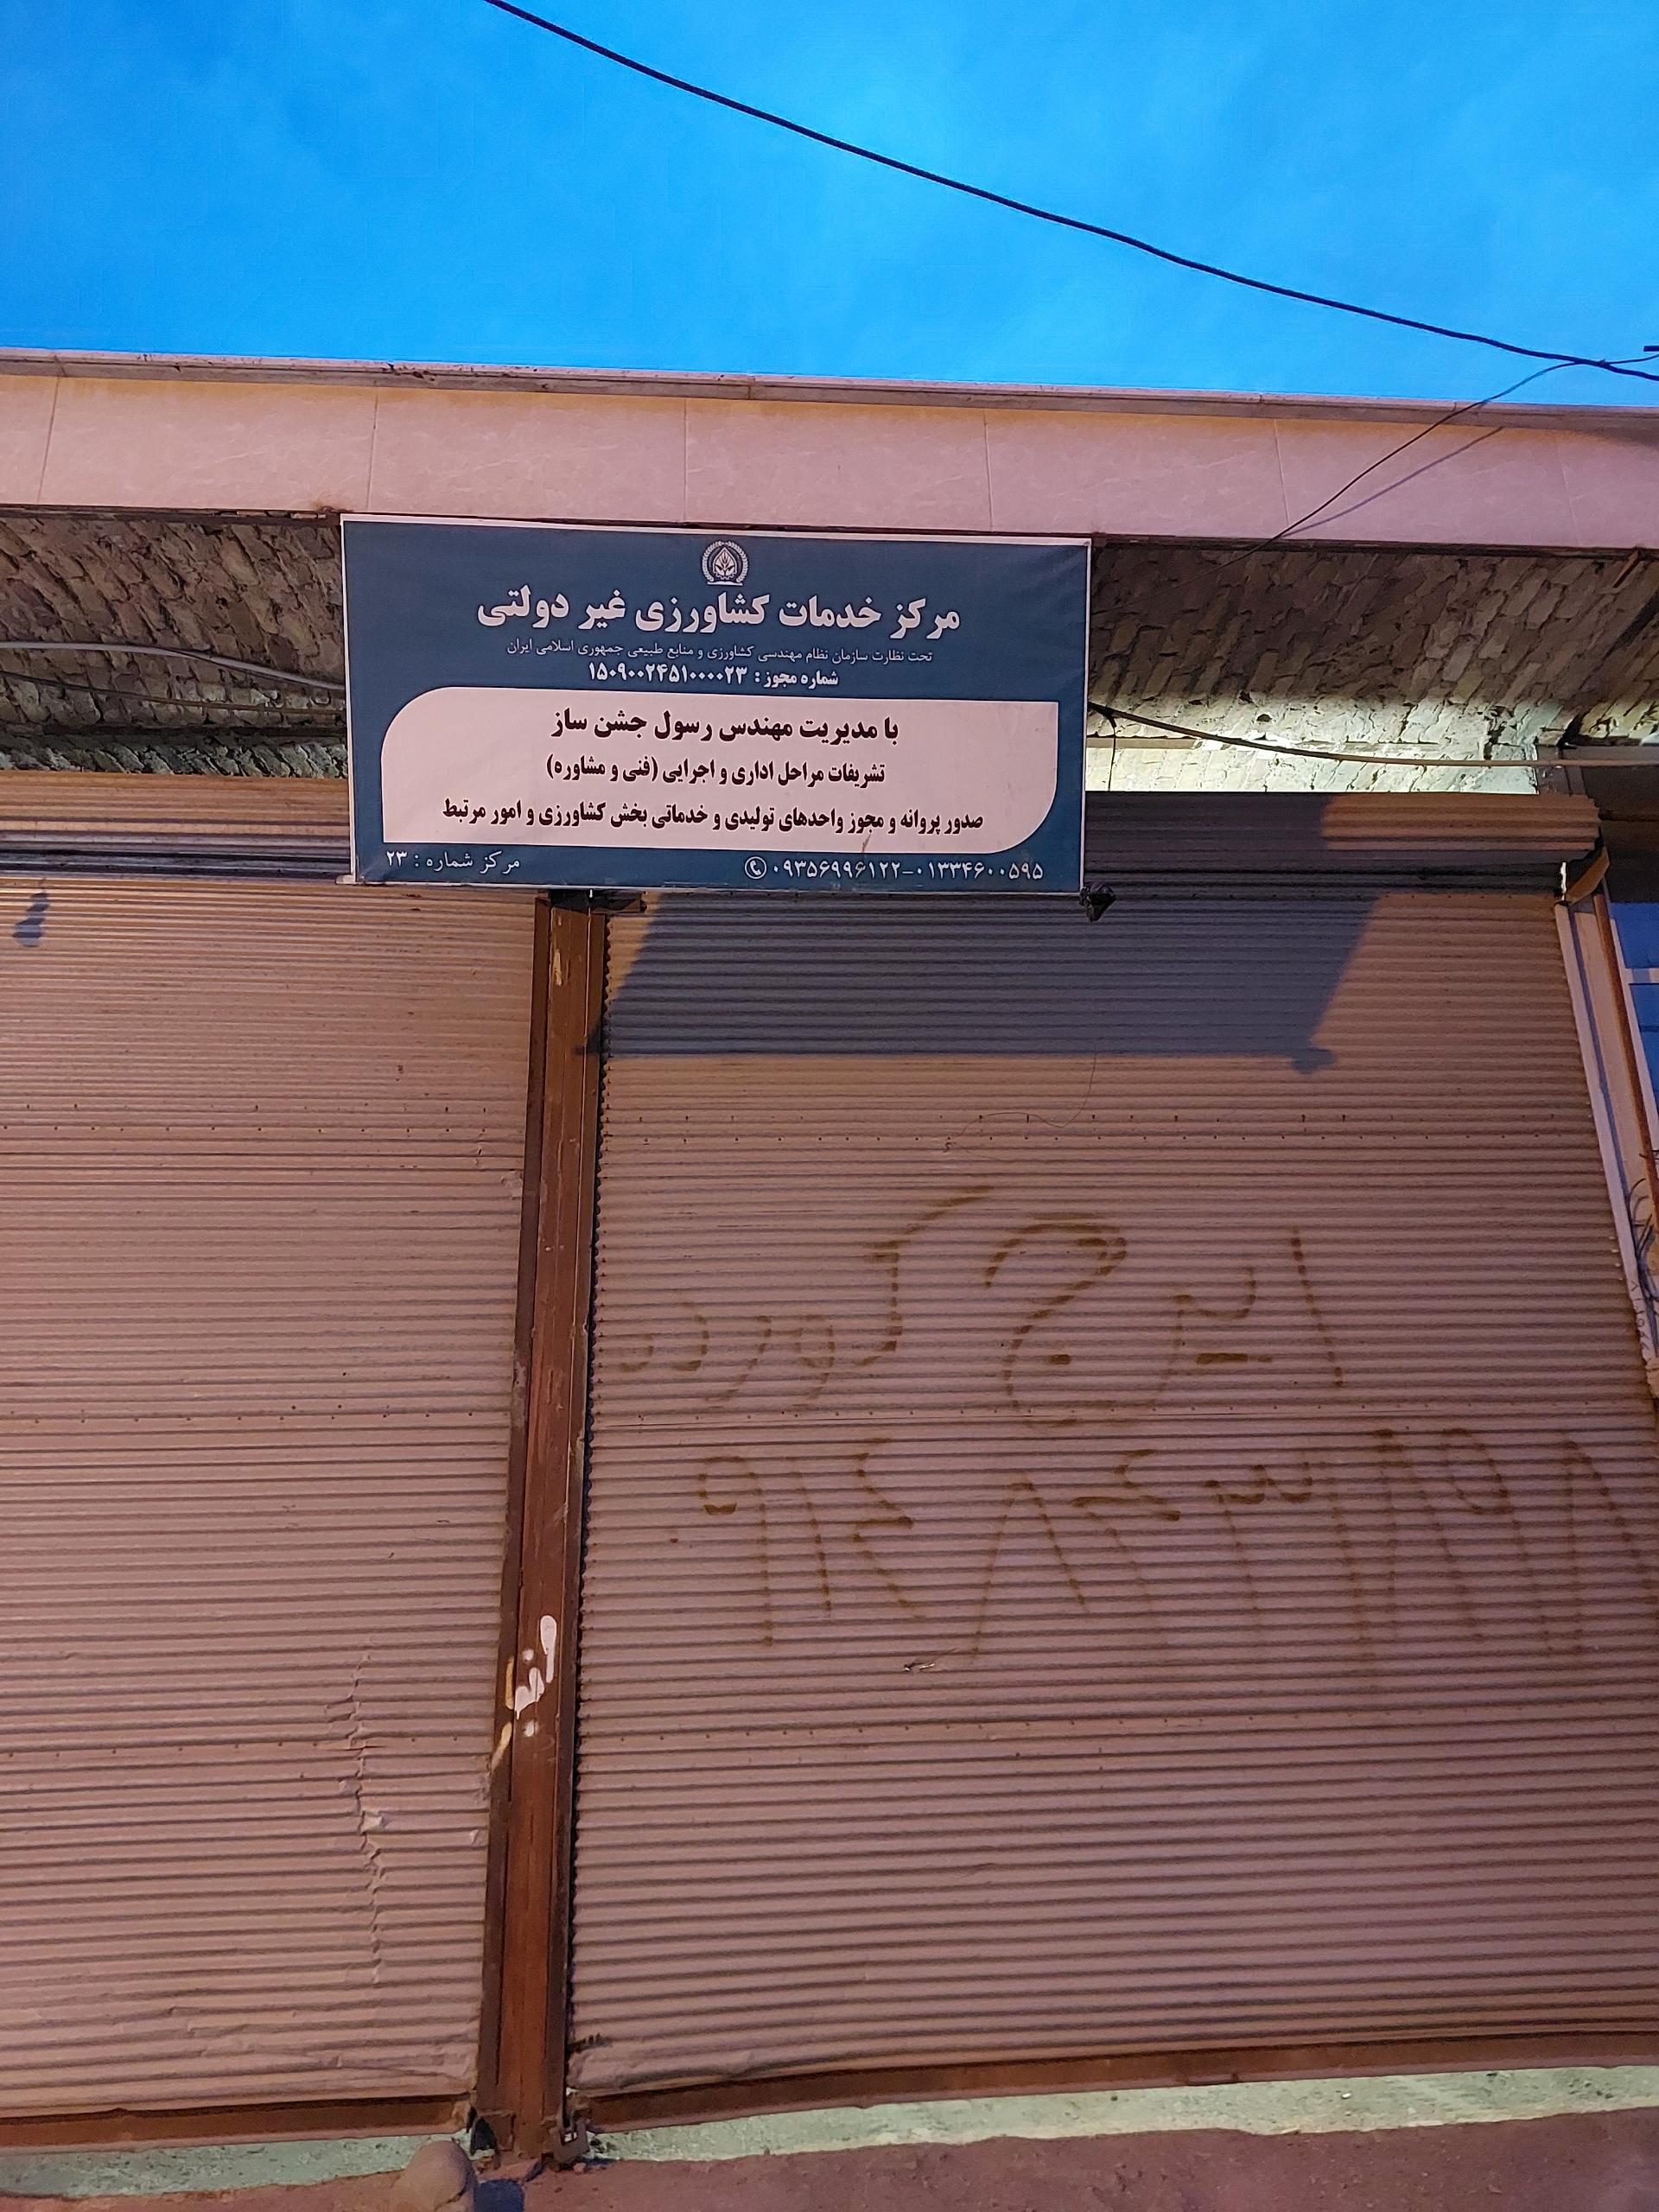 مرکز خدمات کشاورزی غیر دولتی
تحت نظارت سازمان نظام مهندسی کشاورزی و منابع طبیعی جمهوری اسلامی ایران
شماره مجوز: ۱۵۰۹۰۰۲۴۵۱۰۰۰۰۲۳
با مدیریت مهندس رسول جشن ساز
تشریفات مراحل اداری و اجرایی (فنی و مشاوره)
صدور پروانه و مجوز واحدهای تولیدی و خدماتی بخش کشاورزی و امور مرتبط
۰۹۳۵۶۹۹۶۱۲۲-۰۱۳۳۴۶۰۰۵۹۵
مرکز شماره: ۲۳
ایرج